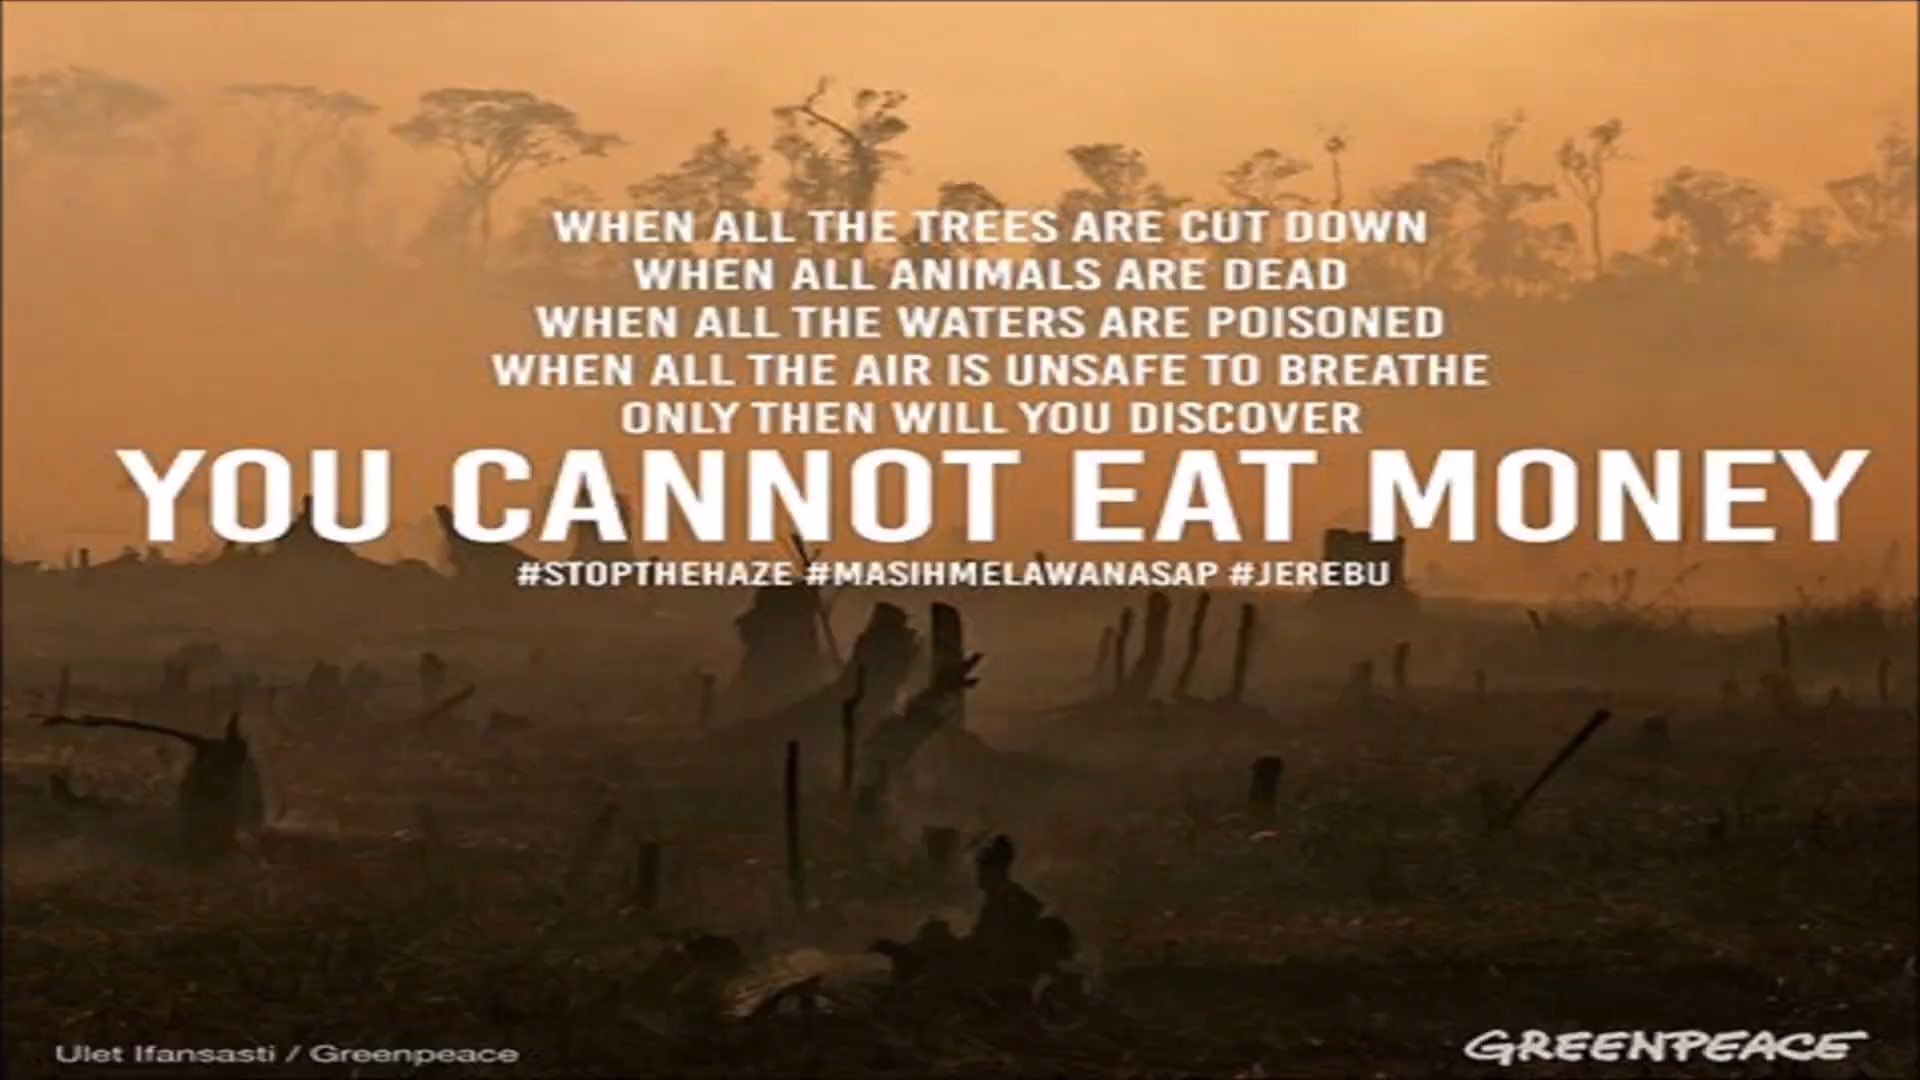 WHEN ALL THE TREES ARE CUT DOWN
WHEN ALL ANIMALS ARE DEAD
WHEN ALL THE WATERS ARE POISONED
WHEN ALL THE AIR IS UNSAFE TO BREATHE
ONLY THEN WILL YOU DISCOVER
YOU CANNOT EAT MONEY
#STOPTHEHAZE #MASIHMELAWANASAP #JEREBU
Ulet Ifansasti / Greenpeace
GREENPEACE